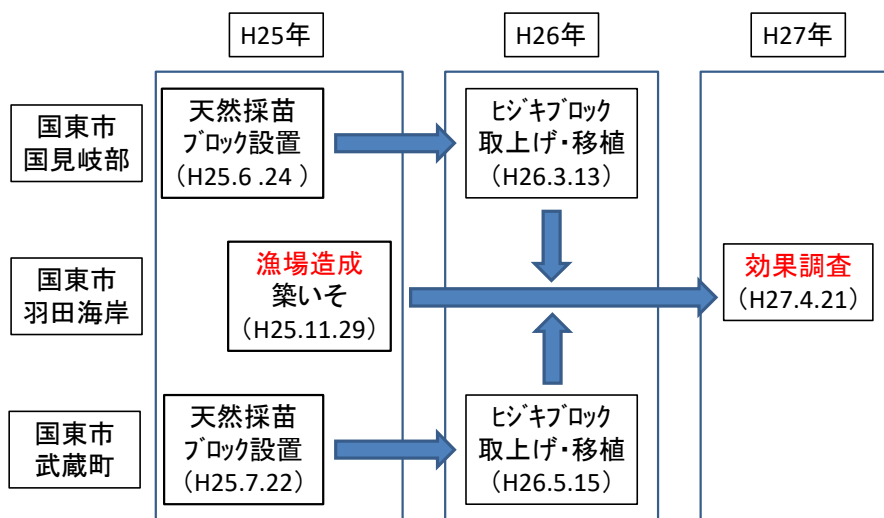 H25年
H26年
H27年
国東市
国見岐部
天然採苗
ﾌﾞﾛｯｸ設置
（H25.6 .24 ）
ﾋｼﾞｷﾌﾞﾛｯｸ
取上げ・移植
（H26.3.13）
国東市
羽田海岸
漁場造成
築いそ
（H25.11.29）
効果調査
（H27.4.21）
国東市
武蔵町
天然採苗
ﾌﾞﾛｯｸ設置
（H25.7.22）
ﾋｼﾞｷﾌﾞﾛｯｸ
取上げ・移植
（H26.5.15）